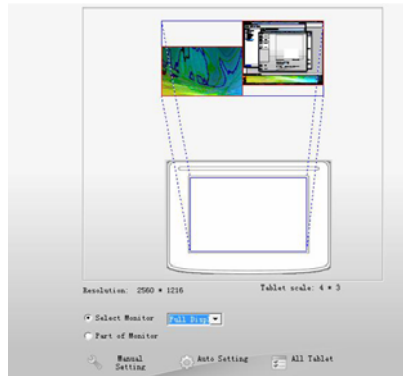 Resolution: 2560 * 1216
Tablet scale: 4 * 3
Select Monitor Full Disp
Part of Monitor
Manual Setting
Auto Setting
All Tablet